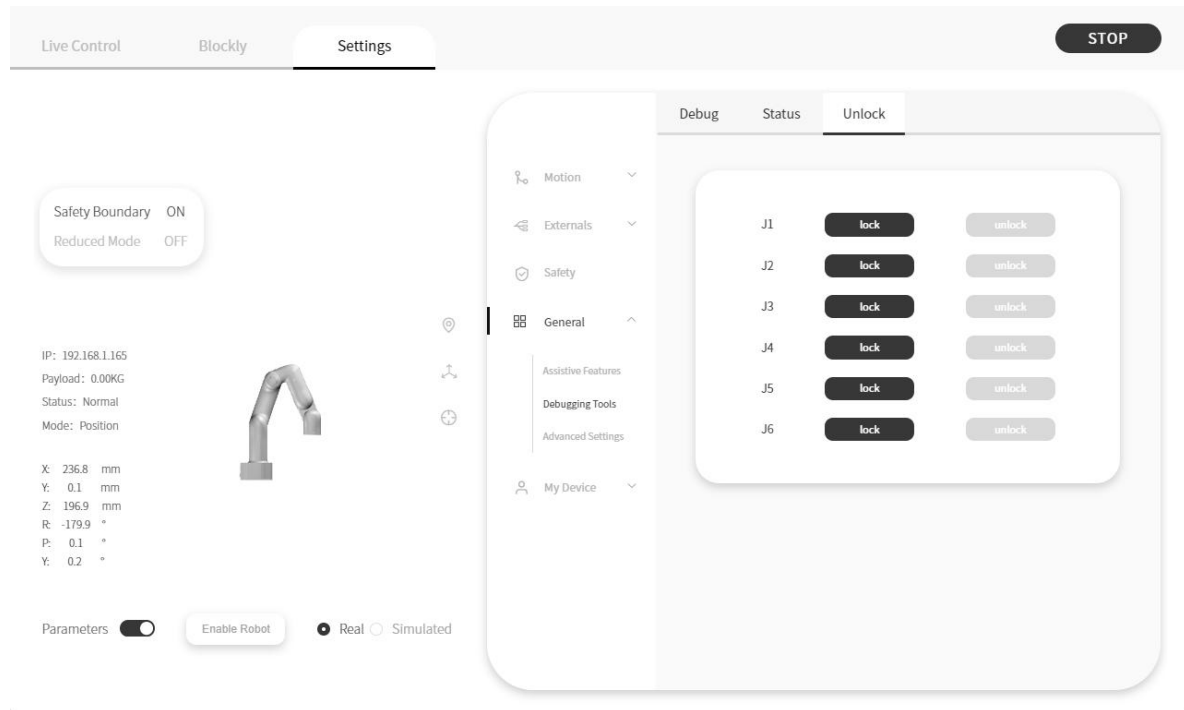 Live Control Blockly Settings STOP
Debug Status Unlock
Safety Boundary ON
Reduced Mode OFF
IP: 192.168.1.165
Payload: 0.00KG
Status: Normal
Mode: Position
X: 236.8 mm
Y: 0.1 mm
Z: 196.9 mm
R: -179.9 °
P: 0.1 °
Y: 0.2 °
Parameters Enable Robot Real Simulated
Motion
Externals
Safety
General
Assistive Features
Debugging Tools
Advanced Settings
My Device
J1 lock unlock
J2 lock unlock
J3 lock unlock
J4 lock unlock
J5 lock unlock
J6 lock unlock